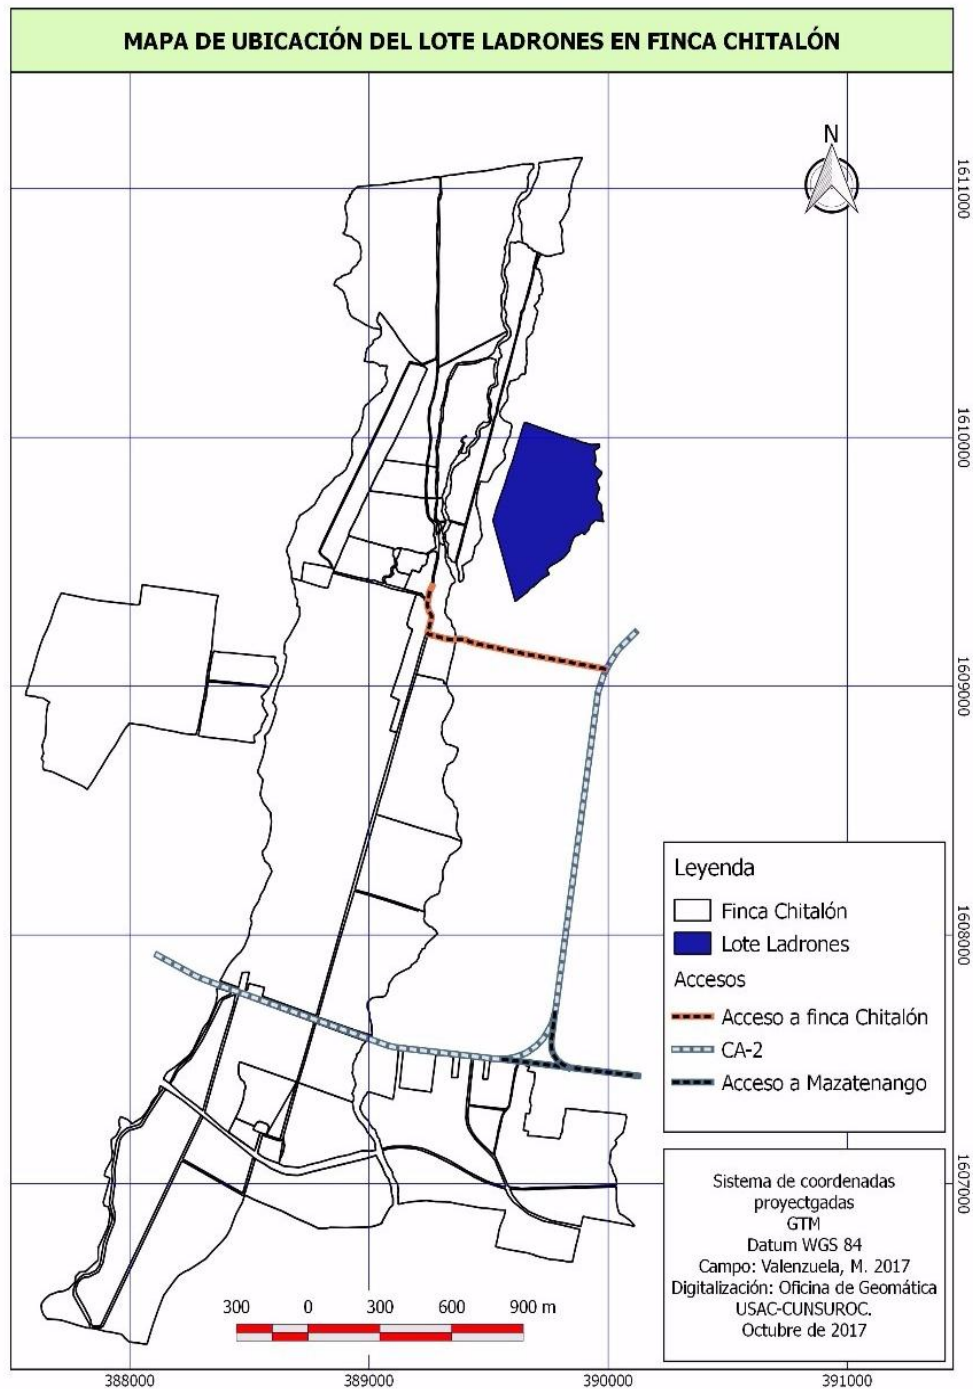 MAPA DE UBICACIÓN DEL LOTE LADRONES EN FINCA CHITALÓN
N
1611000
1610000
1609000
1608000
1607000
Leyenda
Finca Chitalón
Lote Ladrones
Accesos
Acceso a finca Chitalón
CA-2
Acceso a Mazatenango
Sistema de coordenadas
proyectgadas
GTM
Datum WGS 84
Campo: Valenzuela, M. 2017
Digitalización: Oficina de Geomática
USAC-CUNSUROC.
Octubre de 2017
300 0 300 600 900 m
388000 389000 390000 391000